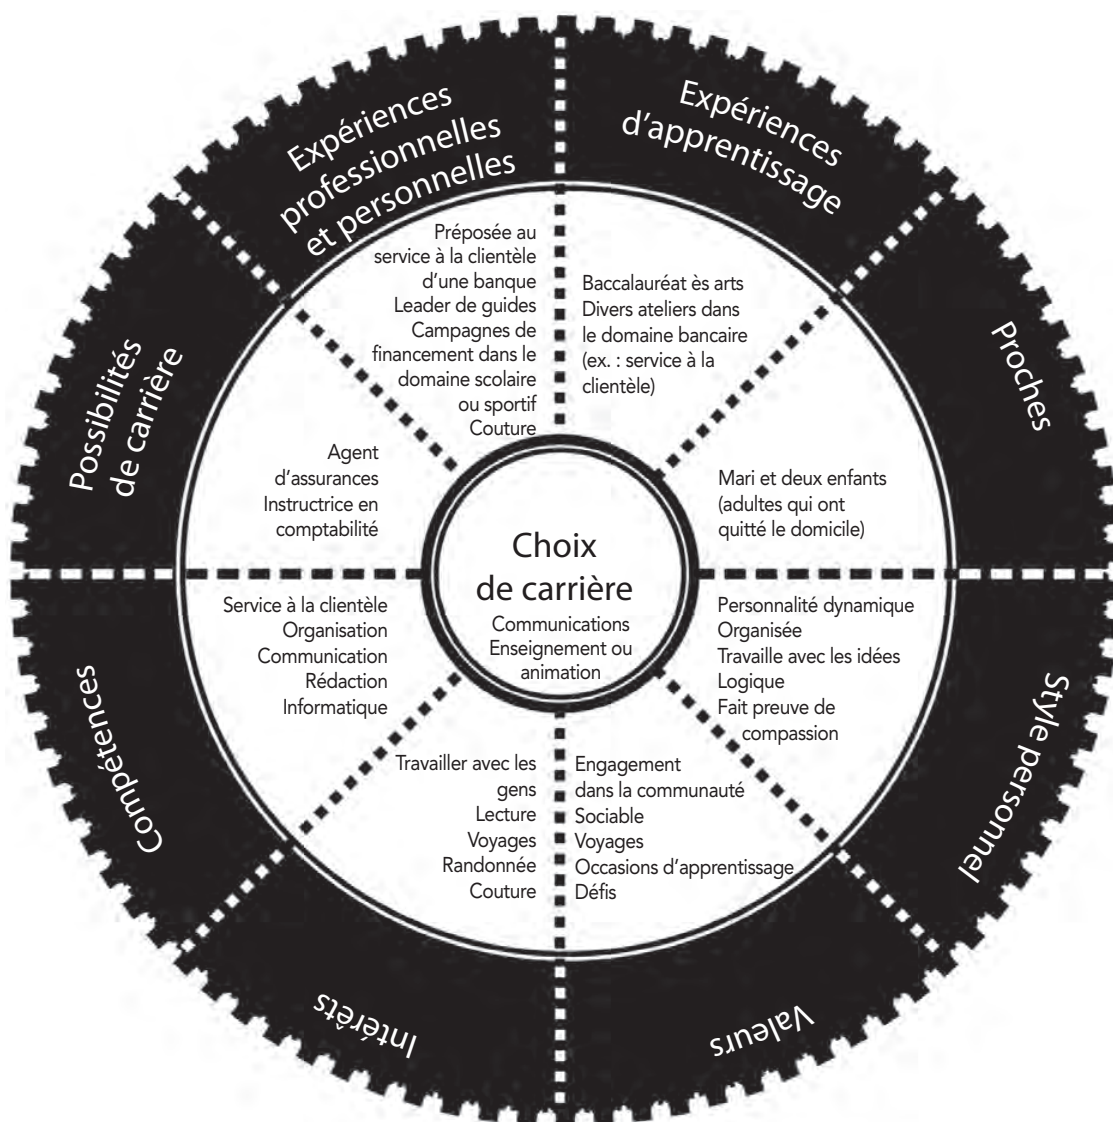 Expériences
professionnelles
et personnelles
Préposée au
service à la clientèle
d'une banque
Leader de guides
Campagnes de
financement dans le
domaine scolaire
ou sportif
Couture
Expériences
d'apprentissage
Baccalauréat ès arts
Divers ateliers dans
le domaine bancaire
(ex. : service à la
clientèle)
Proches
Mari et deux enfants
(adultes qui ont
quitté le domicile)
Style personnel
Personnalité dynamique
Organisée
Travaille avec les idées
Logique
Fait preuve de
compassion
Valeurs
Engagement
dans la communauté
Sociable
Voyages
Occasions d'apprentissage
Défis
Intérêts
Travailler avec les
gens
Lecture
Voyages
Randonnée
Couture
Compétences
Service à la clientèle
Organisation
Communication
Rédaction
Informatique
Possibilités
de carrière
Agent
d'assurances
Instructrice en
comptabilité
Choix
de carrière
Communications
Enseignement ou
animation